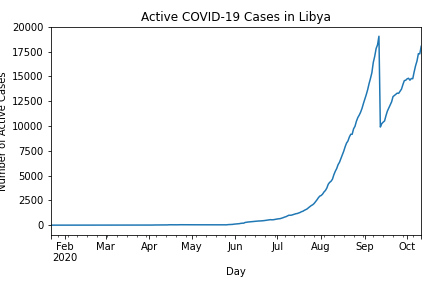 Active COVID-19 Cases in Libya
Number of Active Cases
20000
17500
15000
12500
10000
7500
5000
2500
0
Feb Mar Apr May Jun Jul Aug Sep Oct
2020
Day